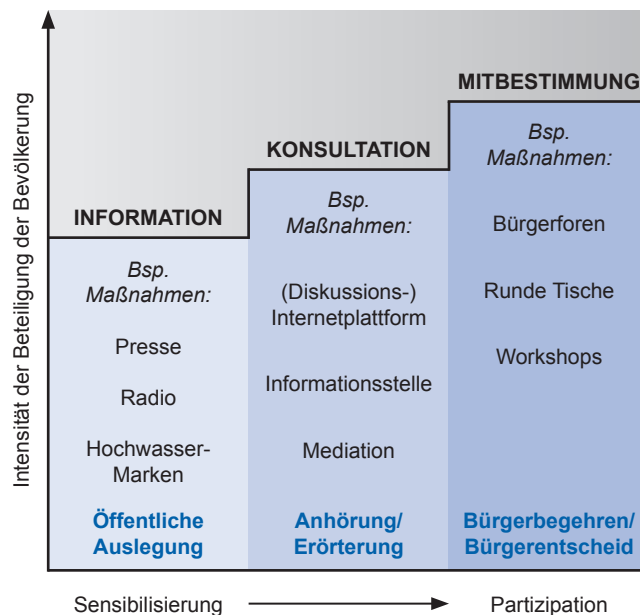 Intensität der Beteiligung der Bevölkerung
INFORMATION
Bsp.
Maßnahmen:
Presse
Radio
Hochwasser-
Marken
Öffentliche
Auslegung
KONSULTATION
Bsp.
Maßnahmen:
(Diskussions-)
Internetplattform
Informationsstelle
Mediation
Anhörung/
Erörterung
MITBESTIMMUNG
Bsp.
Maßnahmen:
Bürgerforen
Runde Tische
Workshops
Bürgerbegehren/
Bürgerentscheid
Sensibilisierung
Partizipation